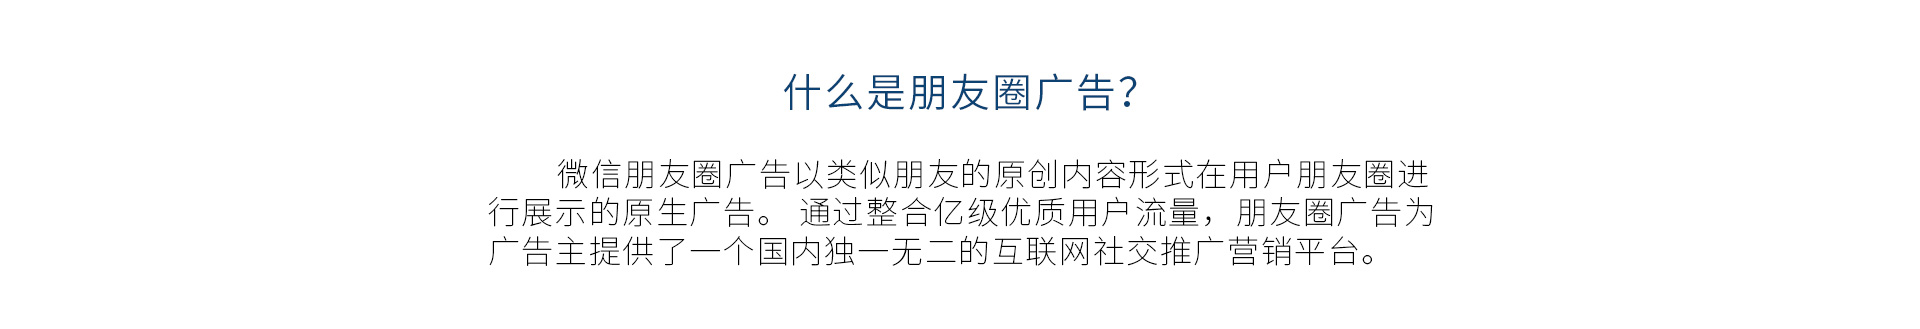 什么是朋友圈广告？
微信朋友圈广告以类似朋友的原创内容形式在用户朋友圈进
行展示的原生广告。 通过整合亿级优质用户流量，朋友圈广告为
广告主提供了一个国内独一无二的互联网社交推广营销平台。